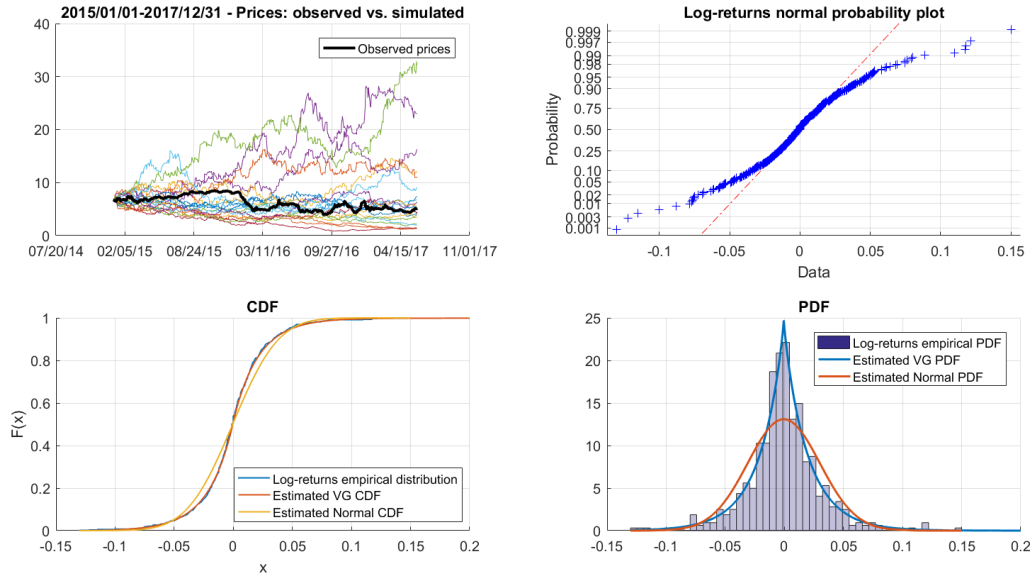 2015/01/01-2017/12/31 - Prices: observed vs. simulated
40
30
20
10
0
Observed prices
07/20/14 02/05/15 08/24/15 03/11/16 09/27/16 04/15/17 11/01/17
Log-returns normal probability plot
Probability
0.999
0.997
0.99
0.98
0.95
0.90
0.75
0.50
0.25
0.10
0.05
0.02
0.01
0.003
0.001
-0.1 -0.05 0 0.05 0.1 0.15
Data
CDF
F(x)
1
0.8
0.6
0.4
0.2
0
Log-returns empirical distribution
Estimated VG CDF
Estimated Normal CDF
-0.15 -0.1 -0.05 0 0.05 0.1 0.15 0.2
x
PDF
25
20
15
10
5
0
Log-returns empirical PDF
Estimated VG PDF
Estimated Normal PDF
-0.15 -0.1 -0.05 0 0.05 0.1 0.15 0.2